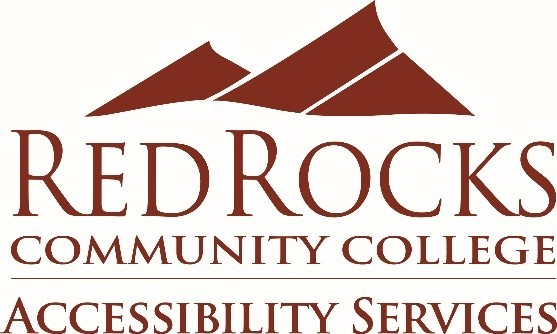 RED ROCKS
COMMUNITY COLLEGE
ACCESSIBILITY SERVICES